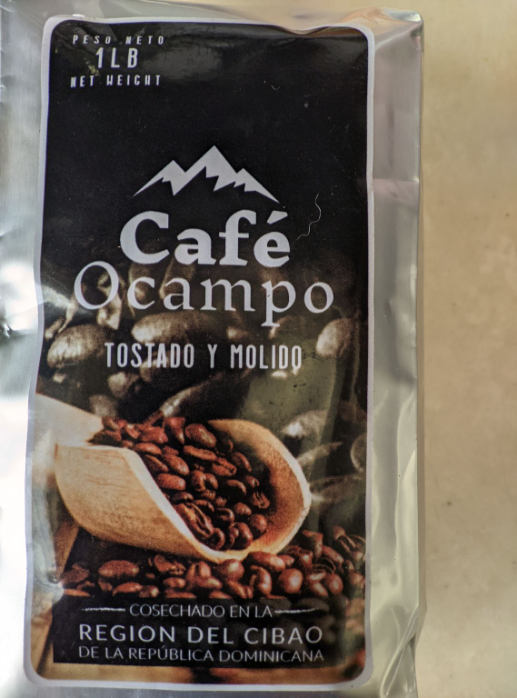 PESO NETO
1LB
NET WEIGHT
Café
Ocampo
TOSTADO Y MOLIDO
COSECHADO EN LA
REGION DEL CIBAO
DE LA REPÚBLICA DOMINICANA